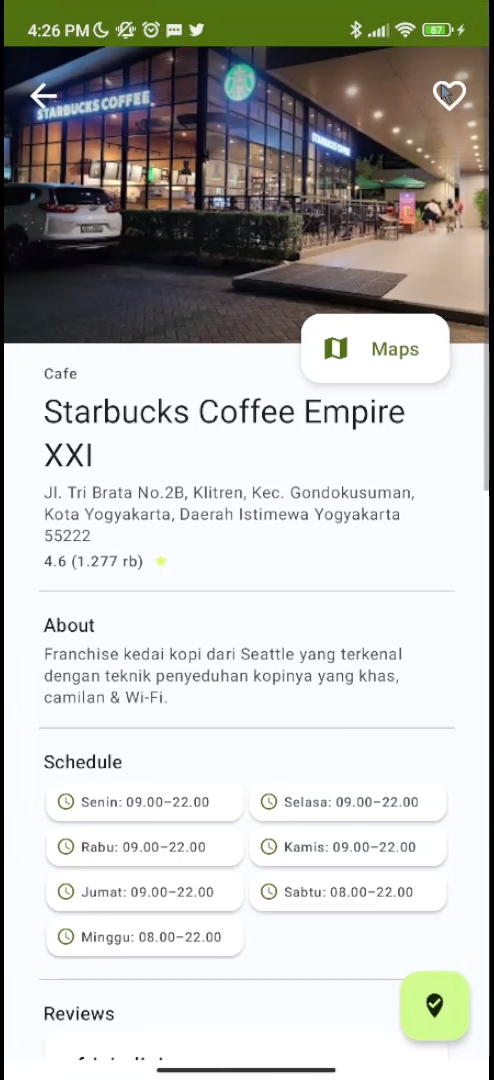 4:26 PM
87
STARBUCKS COFFEE
STARBUCKS COFFEE
Maps
Cafe
Starbucks Coffee Empire
XXI
Jl. Tri Brata No.2B, Klitren, Kec. Gondokusuman,
Kota Yogyakarta, Daerah Istimewa Yogyakarta
55222
4.6 (1.277 rb)
About
Franchise kedai kopi dari Seattle yang terkenal
dengan teknik penyeduhan kopinya yang khas,
camilan & Wi-Fi.
Schedule
Senin: 09.00–22.00
Selasa: 09.00–22.00
Rabu: 09.00–22.00
Kamis: 09.00–22.00
Jumat: 09.00–22.00
Sabtu: 08.00–22.00
Minggu: 08.00–22.00
Reviews